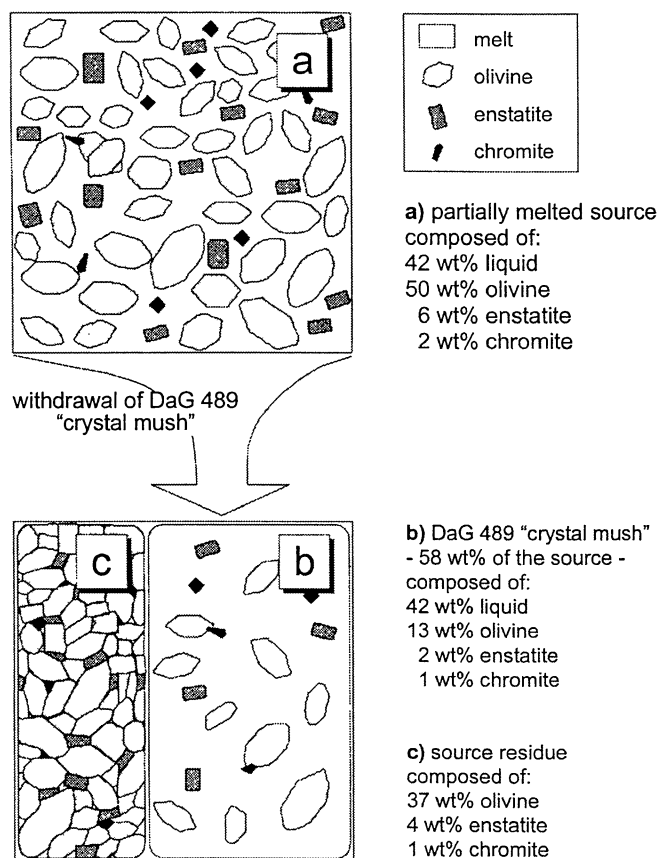 a
melt
olivine
enstatite
chromite
a) partially melted source
composed of:
42 wt% liquid
50 wt% olivine
6 wt% enstatite
2 wt% chromite
withdrawal of DaG 489
"crystal mush"
c
b
b) DaG 489 "crystal mush"
- 58 wt% of the source -
composed of:
42 wt% liquid
13 wt% olivine
2 wt% enstatite
1 wt% chromite
c) source residue
composed of:
37 wt% olivine
4 wt% enstatite
1 wt% chromite